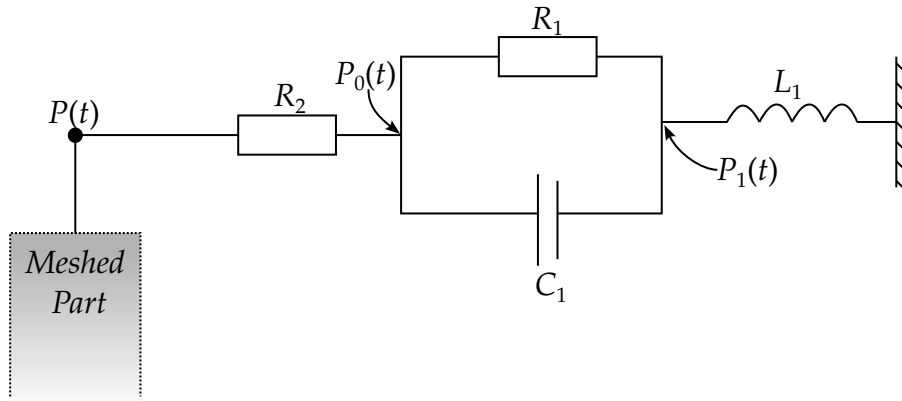 R₁
P₀(t)
L₁
R₂
P(t)
P₁(t)
Meshed
Part
C₁